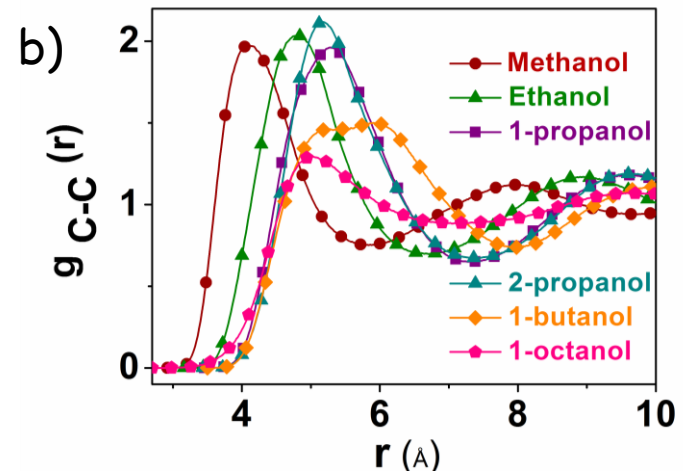 b)
2
1
0
g C-C (r)
Methanol
Ethanol
1-propanol
2-propanol
1-butanol
1-octanol
4 6 8 10
r (Å)